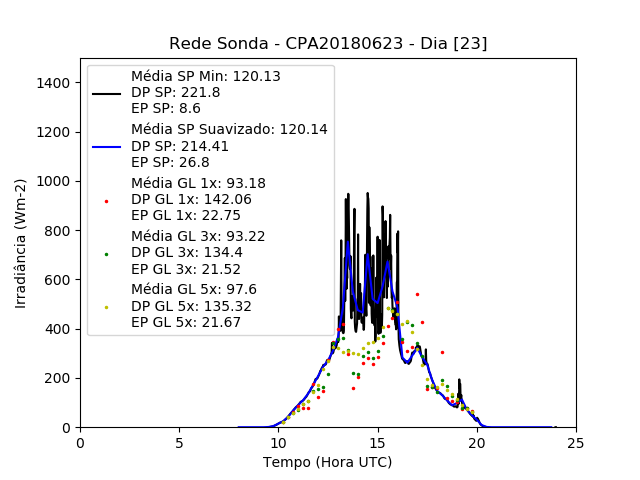 Rede Sonda - CPA20180623 - Dia [23]
Média SP Min: 120.13
DP SP: 221.8
EP SP: 8.6
Média SP Suavizado: 120.14
DP SP: 214.41
EP SP: 26.8
Média GL 1x: 93.18
DP GL 1x: 142.06
EP GL 1x: 22.75
Média GL 3x: 93.22
DP GL 3x: 134.4
EP GL 3x: 21.52
Média GL 5x: 97.6
DP GL 5x: 135.32
EP GL 5x: 21.67
Irradiância (Wm-2)
1400
1200
1000
800
600
400
200
0
0 5 10 15 20 25
Tempo (Hora UTC)